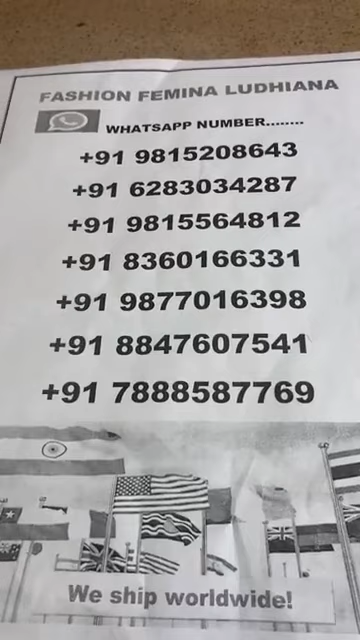 FASHION FEMINA LUDHIANA
WHATSAPP NUMBER........
+91 9815208643
+91 6283034287
+91 9815564812
+91 8360166331
+91 9877016398
+91 8847607541
+91 7888587769
We ship worldwide!